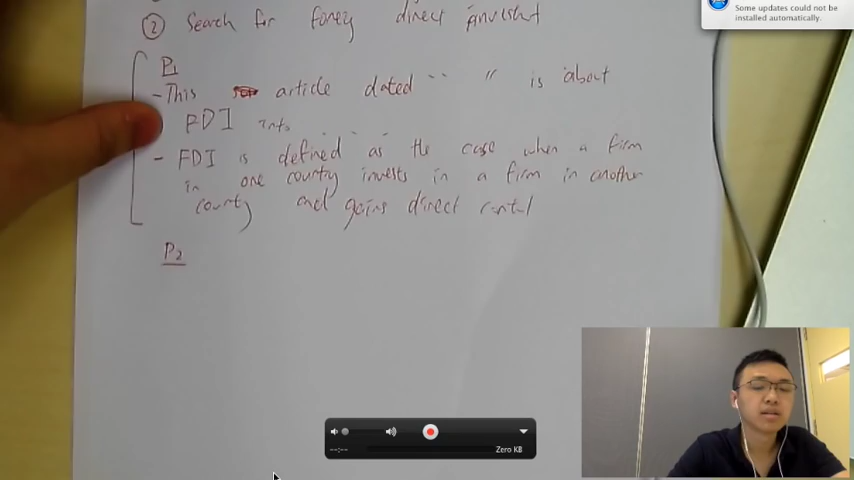 ② Search for foreign direct investment
P1
- This article dated " " is about
FDI into
- FDI is defined as the case when a firm
in one country invests in a firm in another
country and gains direct control
P2
Some updates could not be
installed automatically.
--:--
Zero KB